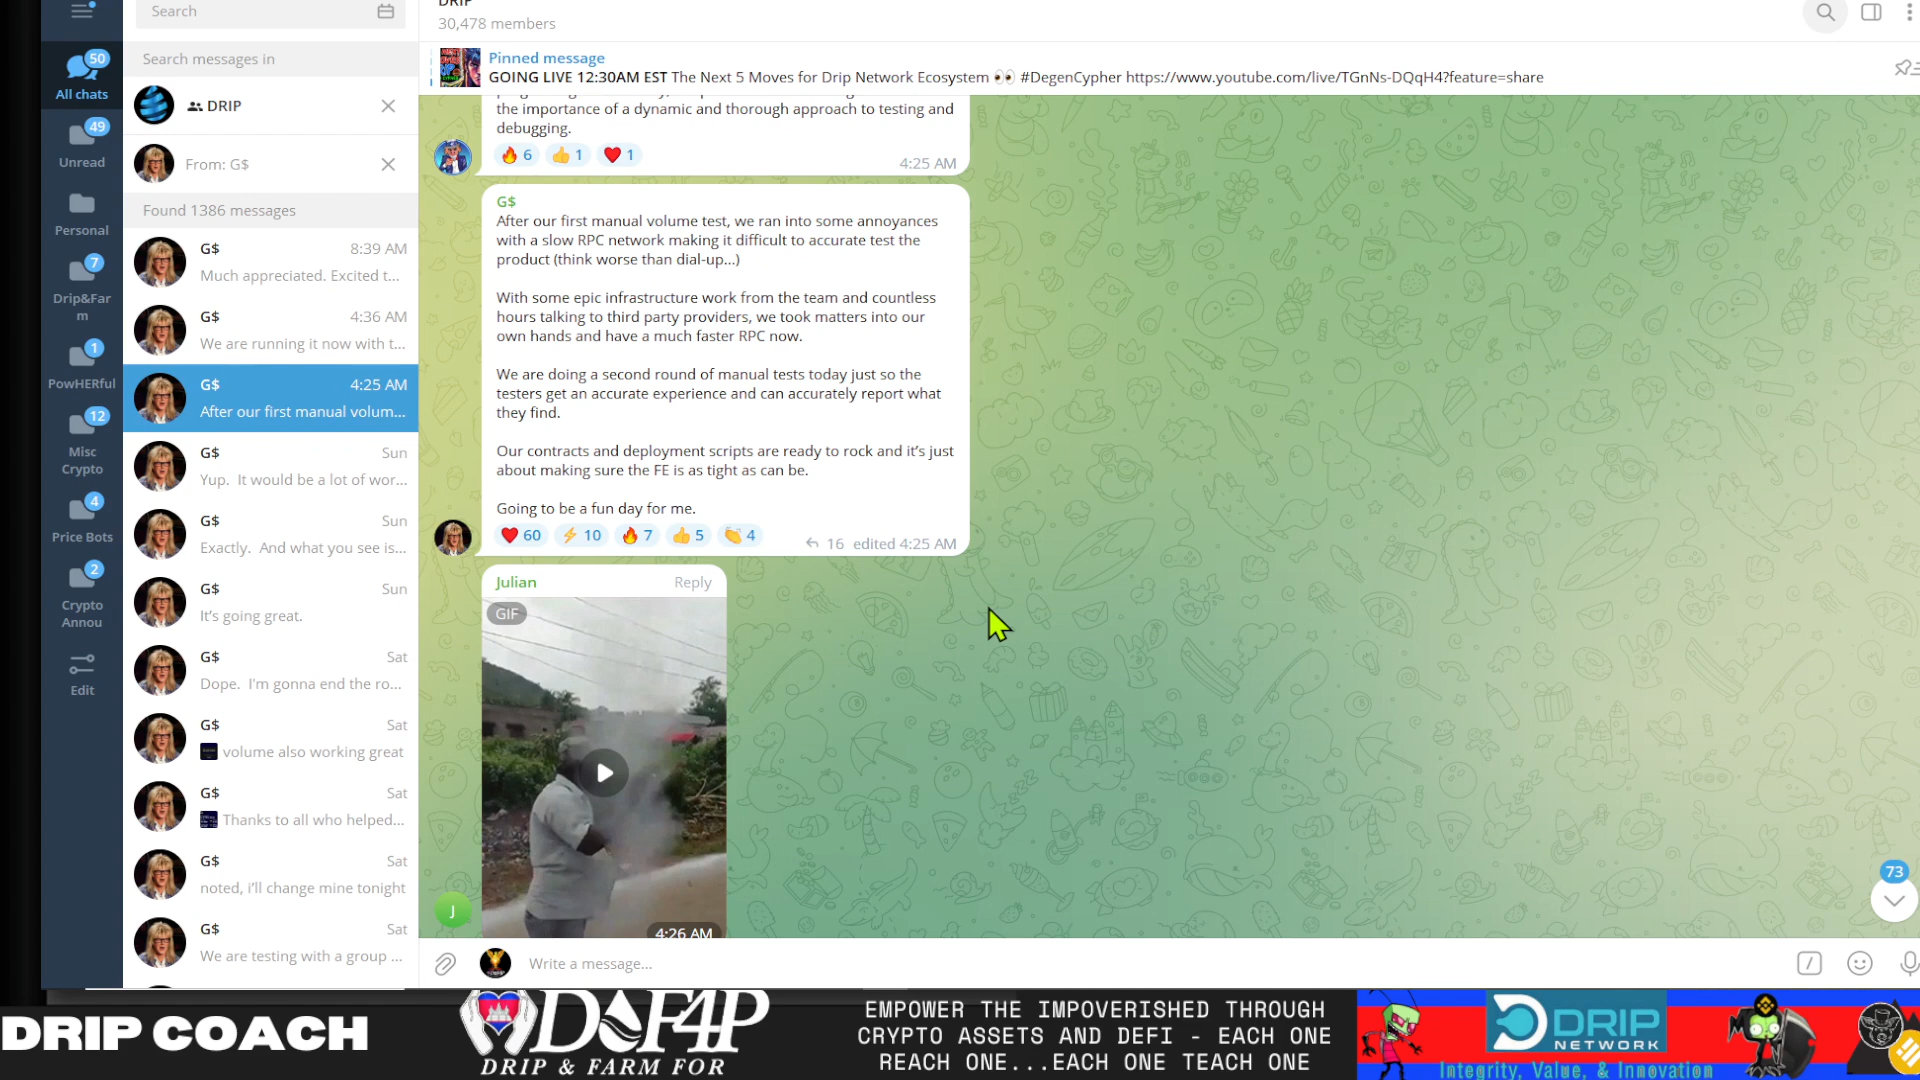 DRIP
30,478 members
Search
Pinned message
GOING LIVE 12:30AM EST The Next 5 Moves for Drip Network Ecosystem 👀 #DegenCypher https://www.youtube.com/live/TGnNs-DQqH4?feature=share
50
All chats
49
Unread
Personal
7
Drip&Far
m
1
PowHERful
12
Misc
Crypto
4
Price Bots
2
Crypto
Annou
Edit
Search messages in
DRIP
From: G$
Found 1386 messages
G$ 8:39 AM
Much appreciated. Excited t...
G$ 4:36 AM
We are running it now with t...
G$ 4:25 AM
After our first manual volum...
G$ Sun
Yup. It would be a lot of wor...
G$ Sun
Exactly. And what you see is...
G$ Sun
It's going great.
G$ Sat
Dope. I'm gonna end the ro...
G$ Sat
volume also working great
G$ Sat
Thanks to all who helped...
G$ Sat
noted, i'll change mine tonight
G$ Sat
We are testing with a group ...
the importance of a dynamic and thorough approach to testing and
debugging.
🔥 6 👍 1 ❤️ 1
4:25 AM
G$
After our first manual volume test, we ran into some annoyances
with a slow RPC network making it difficult to accurate test the
product (think worse than dial-up...)
With some epic infrastructure work from the team and countless
hours talking to third party providers, we took matters into our
own hands and have a much faster RPC now.
We are doing a second round of manual tests today just so the
testers get an accurate experience and can accurately report what
they find.
Our contracts and deployment scripts are ready to rock and it's just
about making sure the FE is as tight as can be.
Going to be a fun day for me.
❤️ 60 ⚡ 10 🔥 7 👍 5 👏 4
16 edited 4:25 AM
Julian Reply
GIF
4:26 AM
J
73
Write a message...
DRIP COACH
D&F4P
DRIP & FARM FOR
EMPOWER THE IMPOVERISHED THROUGH
CRYPTO ASSETS AND DEFI - EACH ONE
REACH ONE...EACH ONE TEACH ONE
DRIP
NETWORK
Integrity, Value, & Innovation